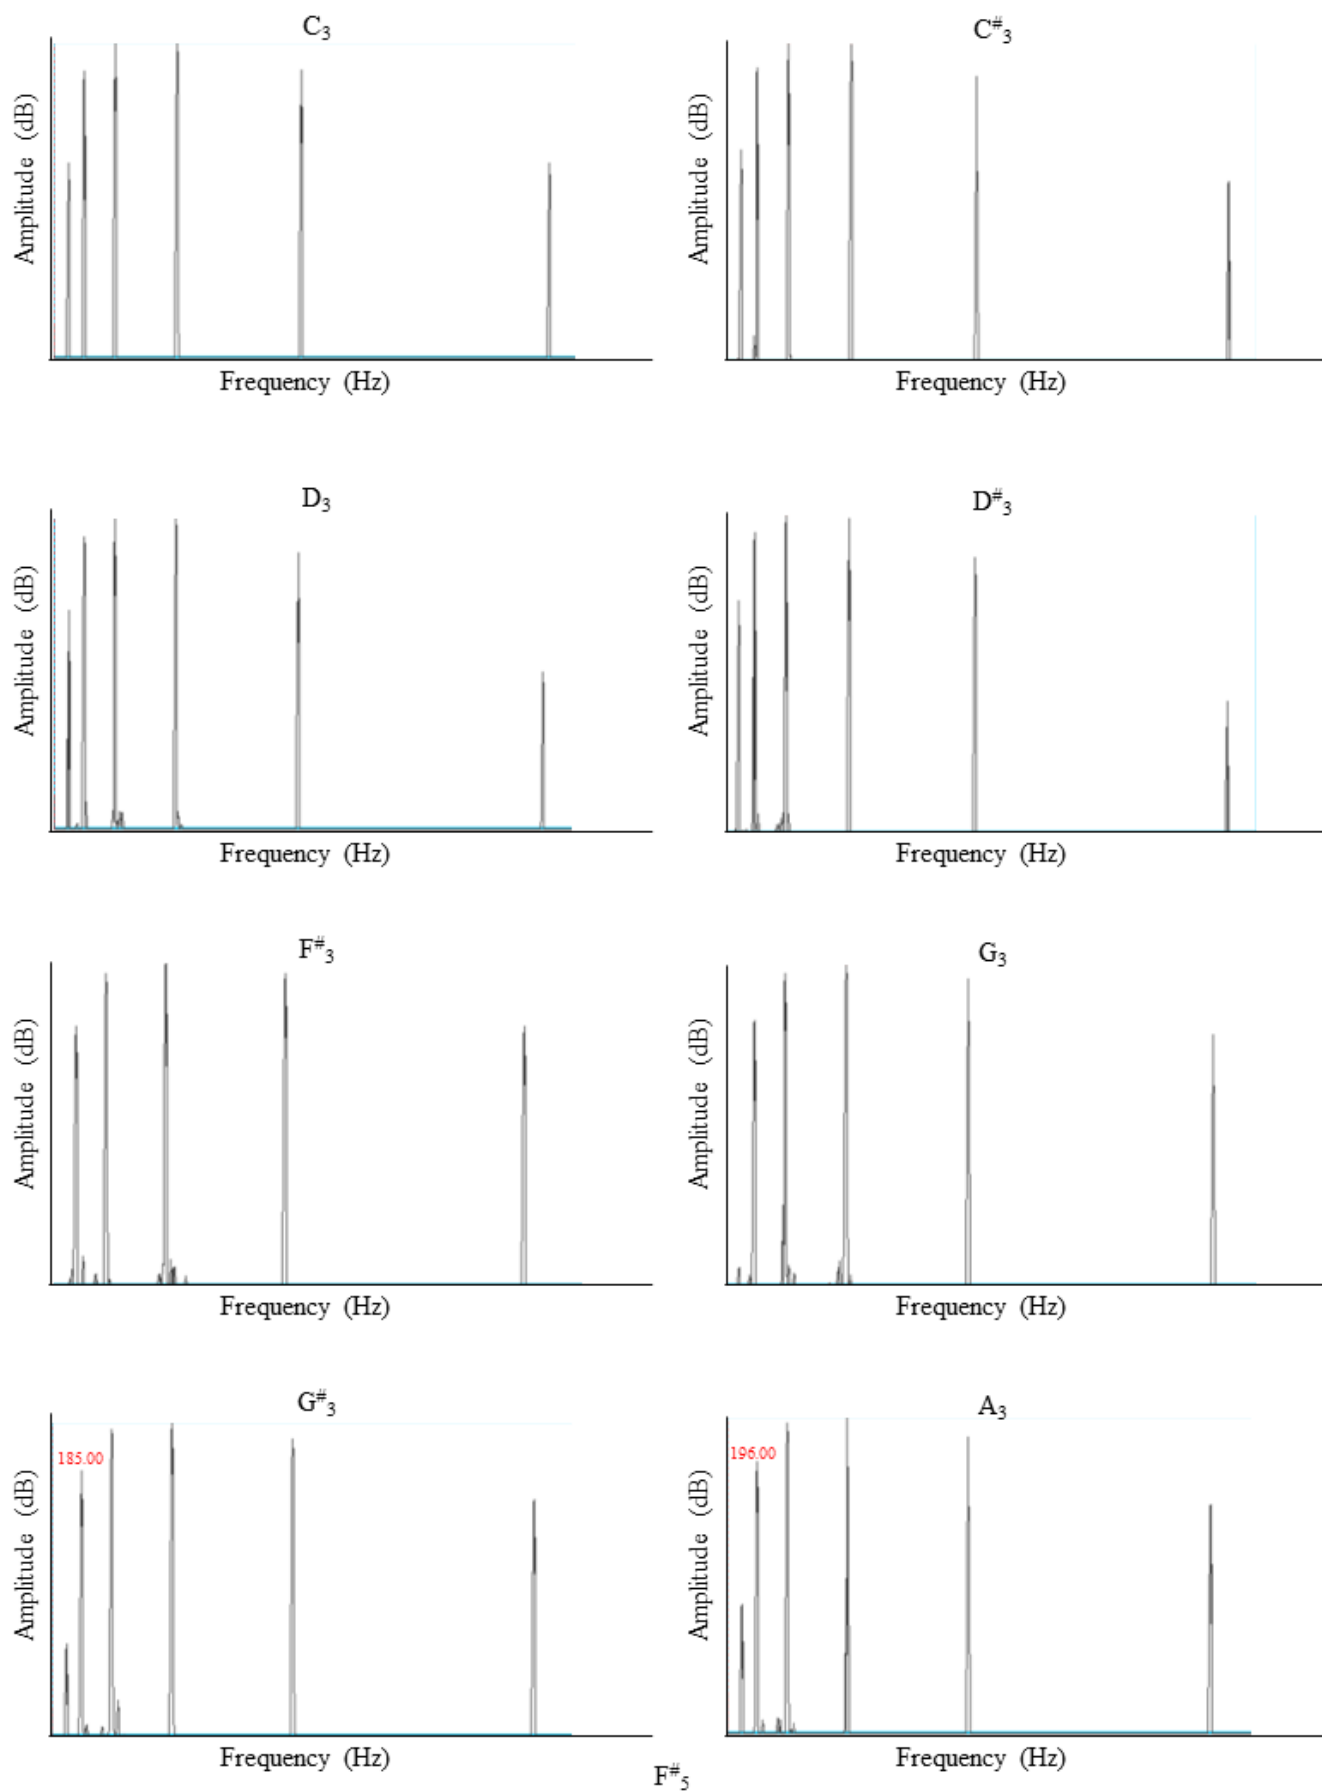 C₃
C#₃
Amplitude (dB)
Amplitude (dB)
Frequency (Hz)
Frequency (Hz)
D₃
D#₃
Amplitude (dB)
Amplitude (dB)
Frequency (Hz)
Frequency (Hz)
F#₃
G₃
Amplitude (dB)
Amplitude (dB)
Frequency (Hz)
Frequency (Hz)
G#₃
A₃
185.00
196.00
Amplitude (dB)
Amplitude (dB)
Frequency (Hz)
Frequency (Hz)
F#₅